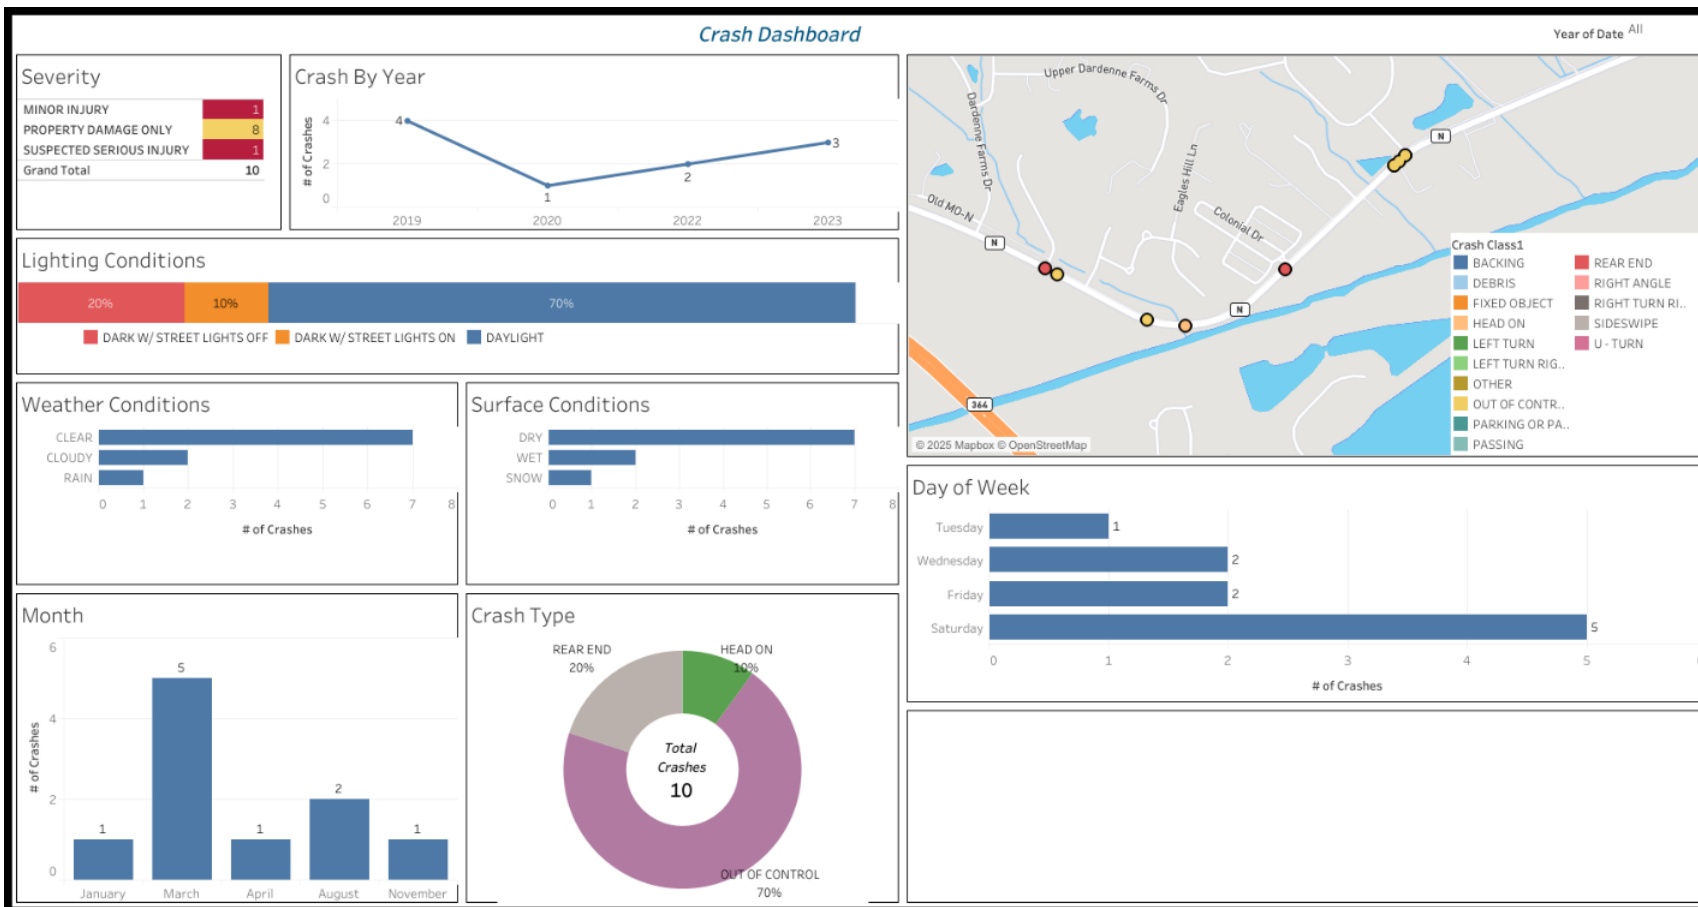 Crash Dashboard
Year of Date All
Severity
MINOR INJURY 1
PROPERTY DAMAGE ONLY 8
SUSPECTED SERIOUS INJURY 1
Grand Total 10
Crash By Year
# of Crashes
4
2
0
4
1
2
3
2019 2020 2022 2023
Lighting Conditions
20% 10% 70%
DARK W/ STREET LIGHTS OFF DARK W/ STREET LIGHTS ON DAYLIGHT
Weather Conditions
CLEAR
CLOUDY
RAIN
0 1 2 3 4 5 6 7 8
# of Crashes
Surface Conditions
DRY
WET
SNOW
0 1 2 3 4 5 6 7 8
# of Crashes
Month
# of Crashes
6
4
2
0
1 5 1 2 1
January March April August November
Crash Type
REAR END
20%
HEAD ON
10%
Total
Crashes
10
OUT OF CONTROL
70%
Upper Dardenne Farms Dr
Dardenne Farms Dr
Eagles Hill Ln
Colonial Dr
Old MO-N
N
N
N
364
© 2025 Mapbox © OpenStreetMap
Crash Class1
BACKING
DEBRIS
FIXED OBJECT
HEAD ON
LEFT TURN
LEFT TURN RIG..
OTHER
OUT OF CONTR..
PARKING OR PA..
PASSING
REAR END
RIGHT ANGLE
RIGHT TURN RI..
SIDESWIPE
U - TURN
Day of Week
Tuesday 1
Wednesday 2
Friday 2
Saturday 5
0 1 2 3 4 5
# of Crashes